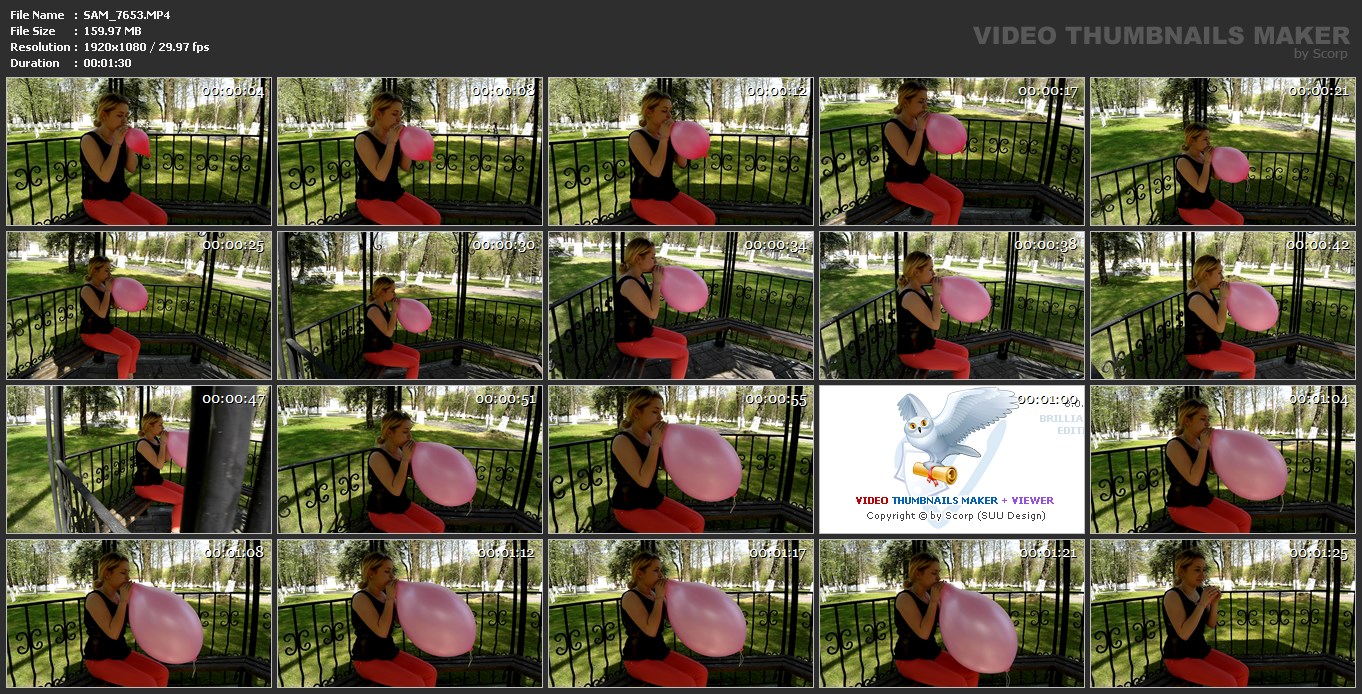 File Name : SAM_7653.MP4
File Size : 159.97 MB
Resolution : 1920x1080 / 29.97 fps
Duration : 00:01:30
VIDEO THUMBNAILS MAKER
by Scorp
00:00:04
00:00:08
00:00:12
00:00:17
00:00:21
00:00:25
00:00:30
00:00:34
00:00:38
00:00:42
00:00:47
00:00:51
00:00:55
00:01:00
BRILLIA
EDIT
VIDEO THUMBNAILS MAKER + VIEWER
Copyright © by Scorp (SUU Design)
00:01:04
00:01:08
00:01:12
00:01:17
00:01:21
00:01:25